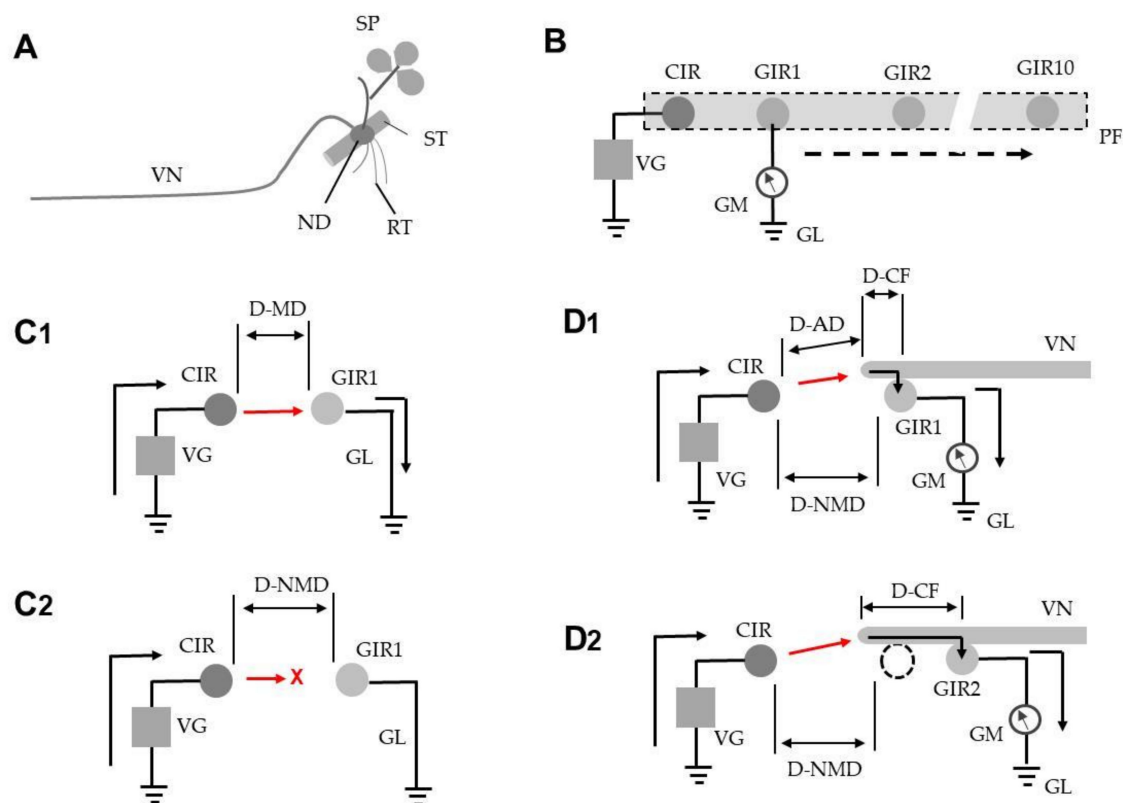 A
SP
ST
VN
ND
RT
B
CIR
GIR1
GIR2
GIR10
VG
PF
GM
GL
C1
D-MD
CIR
GIR1
VG
GL
D1
D-CF
D-AD
VN
CIR
GIR1
VG
GM
D-NMD
GL
C2
D-NMD
CIR
GIR1
X
VG
GL
D2
D-CF
VN
CIR
GIR2
VG
GM
D-NMD
GL